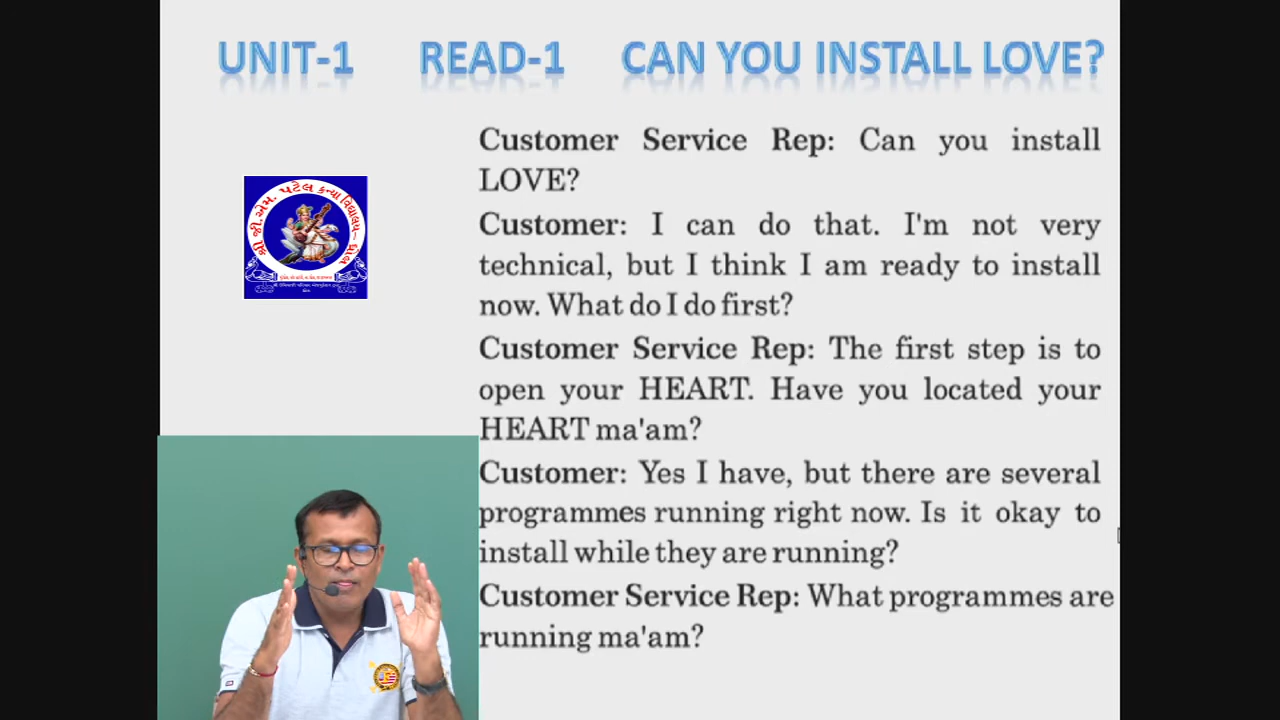 UNIT-1 READ-1 CAN YOU INSTALL LOVE?
શ્રી જી. એમ. પટેલ કન્યા વિદ્યાલય-
Customer Service Rep: Can you install
LOVE?
Customer: I can do that. I'm not very
technical, but I think I am ready to install
now. What do I do first?
Customer Service Rep: The first step is to
open your HEART. Have you located your
HEART ma'am?
Customer: Yes I have, but there are several
programmes running right now. Is it okay to
install while they are running?
Customer Service Rep: What programmes are
running ma'am?